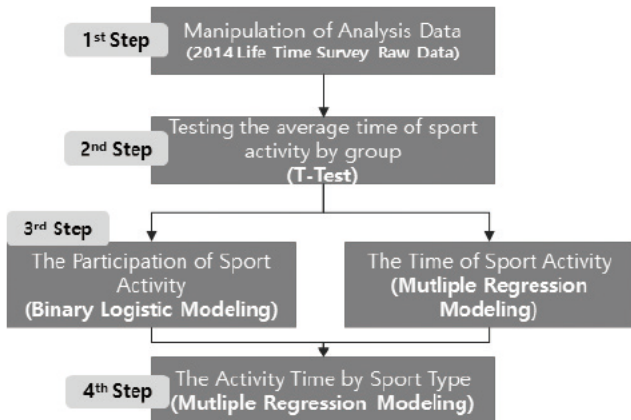 1st Step
Manipulation of Analysis Data
(2014 Life Time Survey Raw Data)
2nd Step
Testing the average time of sport
activity by group
(T-Test)
3rd Step
The Participation of Sport
Activity
(Binary Logistic Modeling)
The Time of Sport Activity
(Mutliple Regression
Modeling)
4th Step
The Activity Time by Sport Type
(Mutliple Regression Modeling)